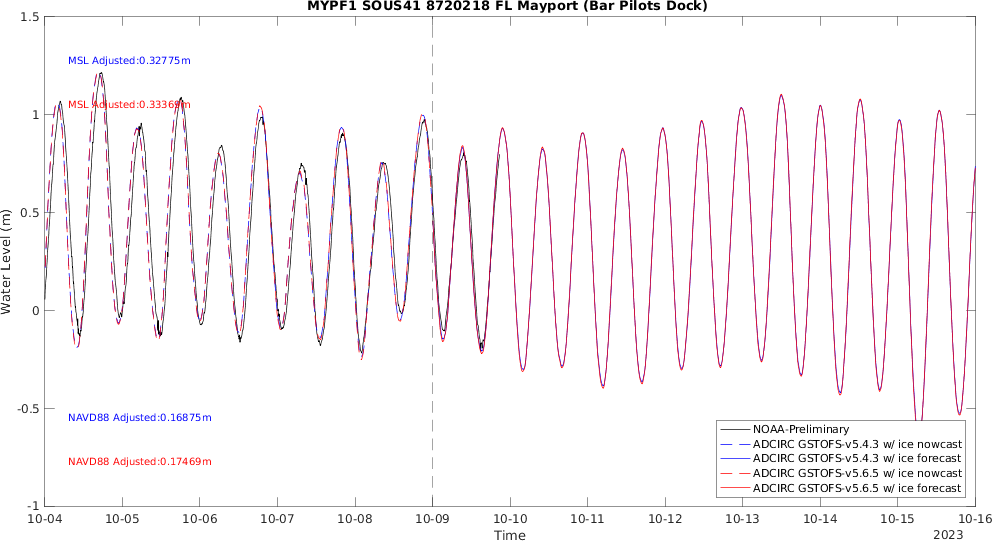 MYPF1 SOUS41 8720218 FL Mayport (Bar Pilots Dock)
1.5
1
0.5
0
-0.5
-1
Water Level (m)
MSL Adjusted:0.32775m
MSL Adjusted:0.33369m
NAVD88 Adjusted:0.16875m
NAVD88 Adjusted:0.17469m
NOAA-Preliminary
ADCIRC GSTOFS-v5.4.3 w/ ice nowcast
ADCIRC GSTOFS-v5.4.3 w/ ice forecast
ADCIRC GSTOFS-v5.6.5 w/ ice nowcast
ADCIRC GSTOFS-v5.6.5 w/ ice forecast
10-04 10-05 10-06 10-07 10-08 10-09 10-10 10-11 10-12 10-13 10-14 10-15 10-16
Time
2023